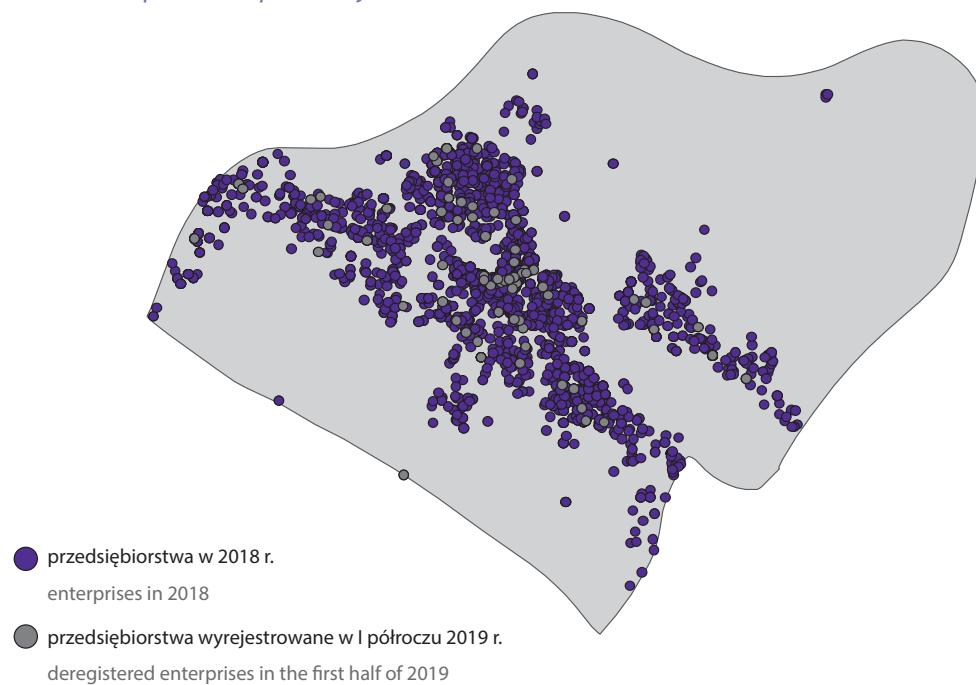 przedsiębiorstwa w 2018 r.
enterprises in 2018
przedsiębiorstwa wyrejestrowane w I półroczu 2019 r.
deregistered enterprises in the first half of 2019